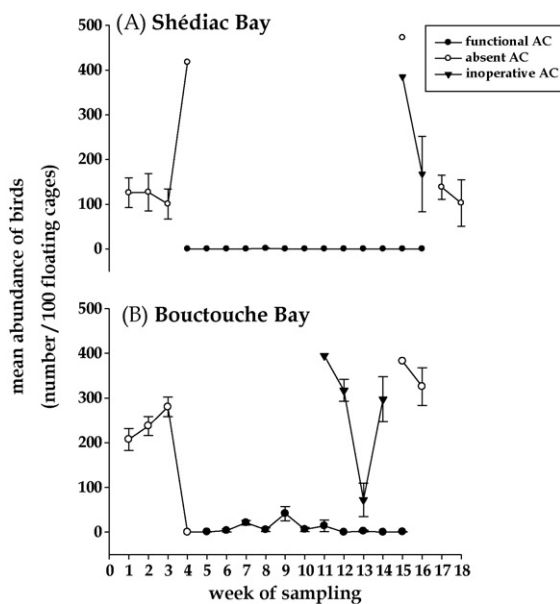 (A) Shédiac Bay
functional AC
absent AC
inoperative AC
500
400
300
200
100
0
(B) Bouctouche Bay
500
400
300
200
100
0
mean abundance of birds
(number / 100 floating cages)
0 1 2 3 4 5 6 7 8 9 10 11 12 13 14 15 16 17 18
week of sampling